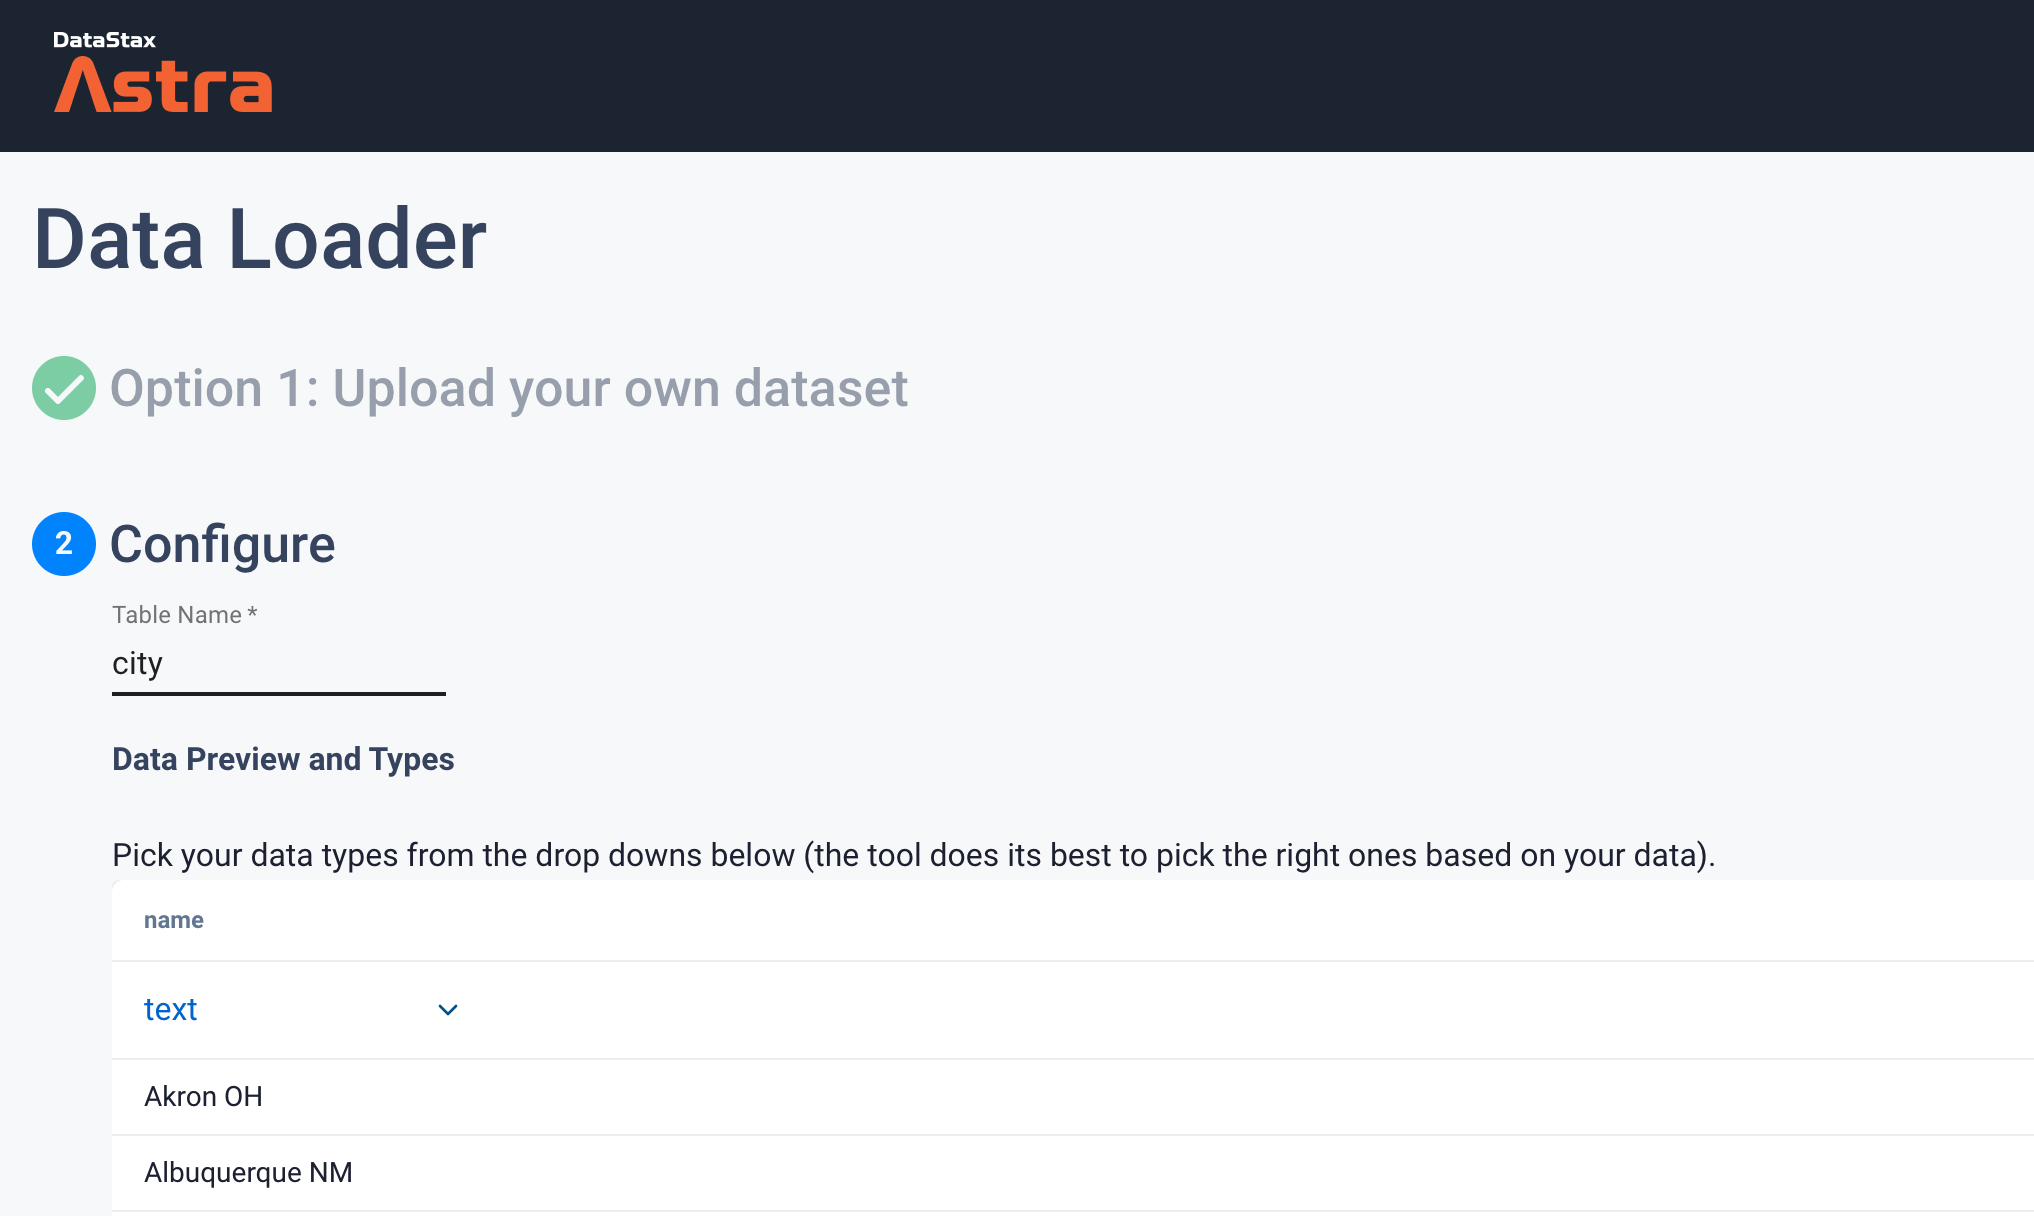 DataStax
Astra
Data Loader
Option 1: Upload your own dataset
2 Configure
Table Name *
city
Data Preview and Types
Pick your data types from the drop downs below (the tool does its best to pick the right ones based on your data).
name
text
Akron OH
Albuquerque NM